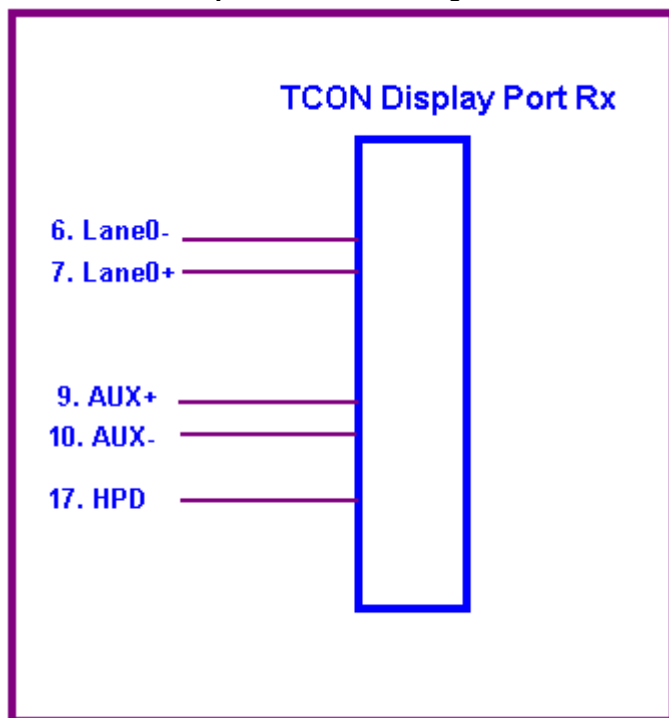 TCON Display Port Rx
6. Lane0-
7. Lane0+
9. AUX+
10. AUX-
17. HPD